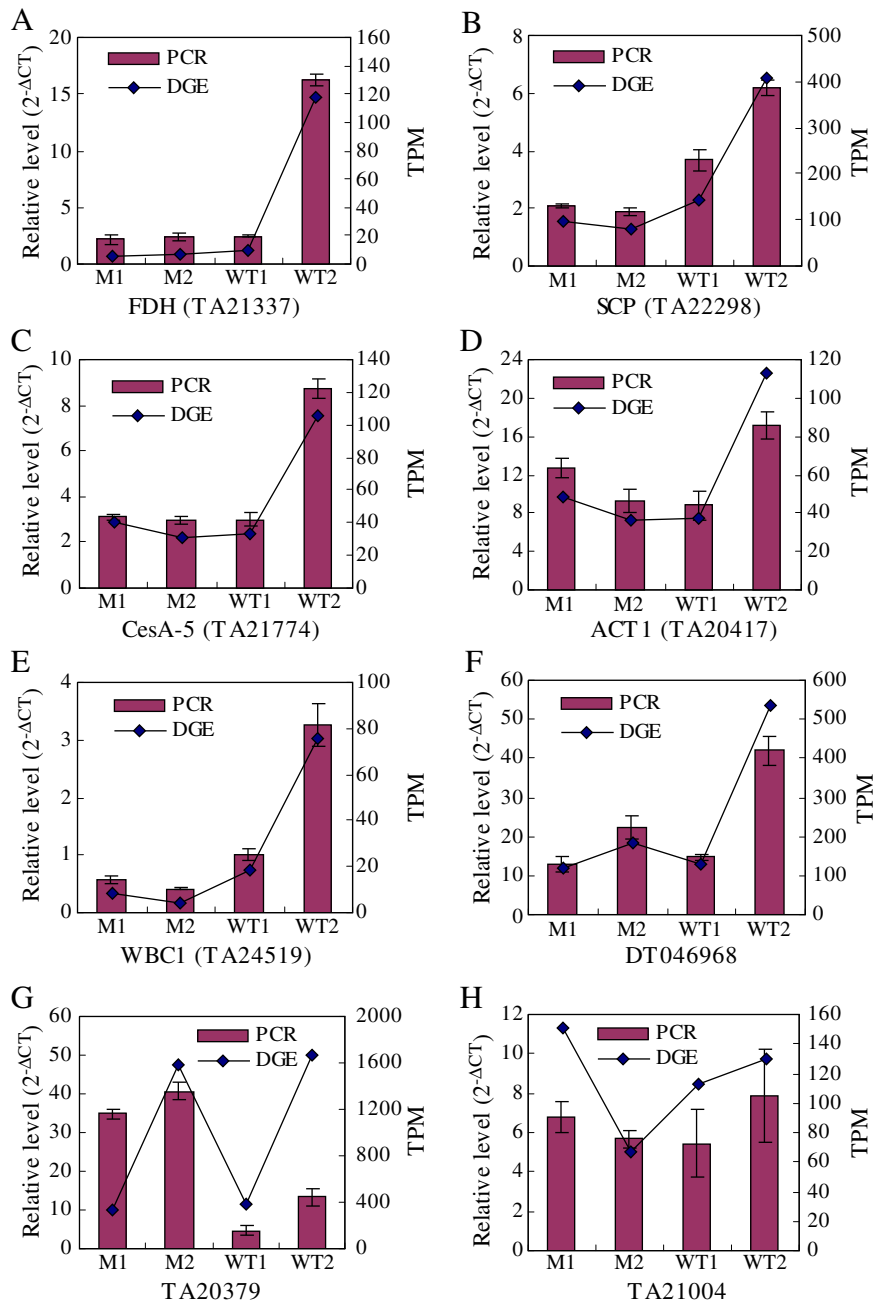 A
Relative level (2-ΔCT)
20
15
10
5
0
PCR
DGE
160
140
120
100
80
60
40
20
0
TPM
M1 M2 WT1 WT2
FDH (TA21337)
B
Relative level (2-ΔCT)
8
6
4
2
0
PCR
DGE
500
400
300
200
100
0
TPM
M1 M2 WT1 WT2
SCP (TA22298)
C
Relative level (2-ΔCT)
10
8
6
4
2
0
PCR
DGE
140
120
100
80
60
40
20
0
TPM
M1 M2 WT1 WT2
CesA-5 (TA21774)
D
Relative level (2-ΔCT)
24
20
16
12
8
4
0
PCR
DGE
120
100
80
60
40
20
0
TPM
M1 M2 WT1 WT2
ACT1 (TA20417)
E
Relative level (2-ΔCT)
4
3
2
1
0
PCR
DGE
100
80
60
40
20
0
TPM
M1 M2 WT1 WT2
WBC1 (TA24519)
F
Relative level (2-ΔCT)
60
50
40
30
20
10
0
PCR
DGE
600
500
400
300
200
100
0
TPM
M1 M2 WT1 WT2
DT046968
G
Relative level (2-ΔCT)
60
50
40
30
20
10
0
PCR
DGE
2000
1600
1200
800
400
0
TPM
M1 M2 WT1 WT2
TA20379
H
Relative level (2-ΔCT)
12
10
8
6
4
2
0
PCR
DGE
160
140
120
100
80
60
40
20
0
TPM
M1 M2 WT1 WT2
TA21004